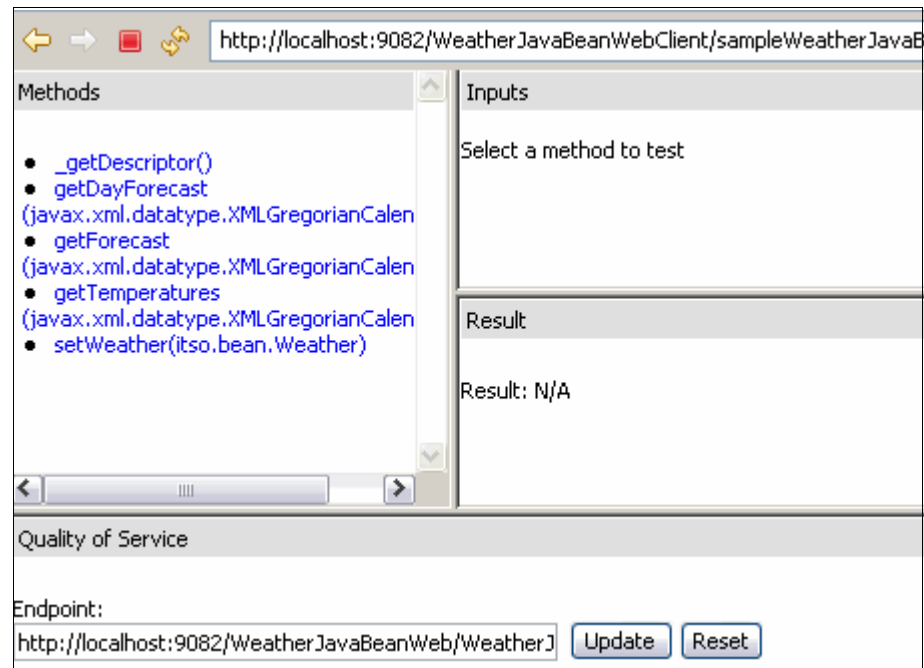 http://localhost:9082/WeatherJavaBeanWebClient/sampleWeatherJavaB
Methods
_getDescriptor()
getDayForecast
(javax.xml.datatype.XMLGregorianCalen
getForecast
(javax.xml.datatype.XMLGregorianCalen
getTemperatures
(javax.xml.datatype.XMLGregorianCalen
setWeather(itso.bean.Weather)
Inputs
Select a method to test
Result
Result: N/A
Quality of Service
Endpoint:
http://localhost:9082/WeatherJavaBeanWeb/WeatherJ Update Reset